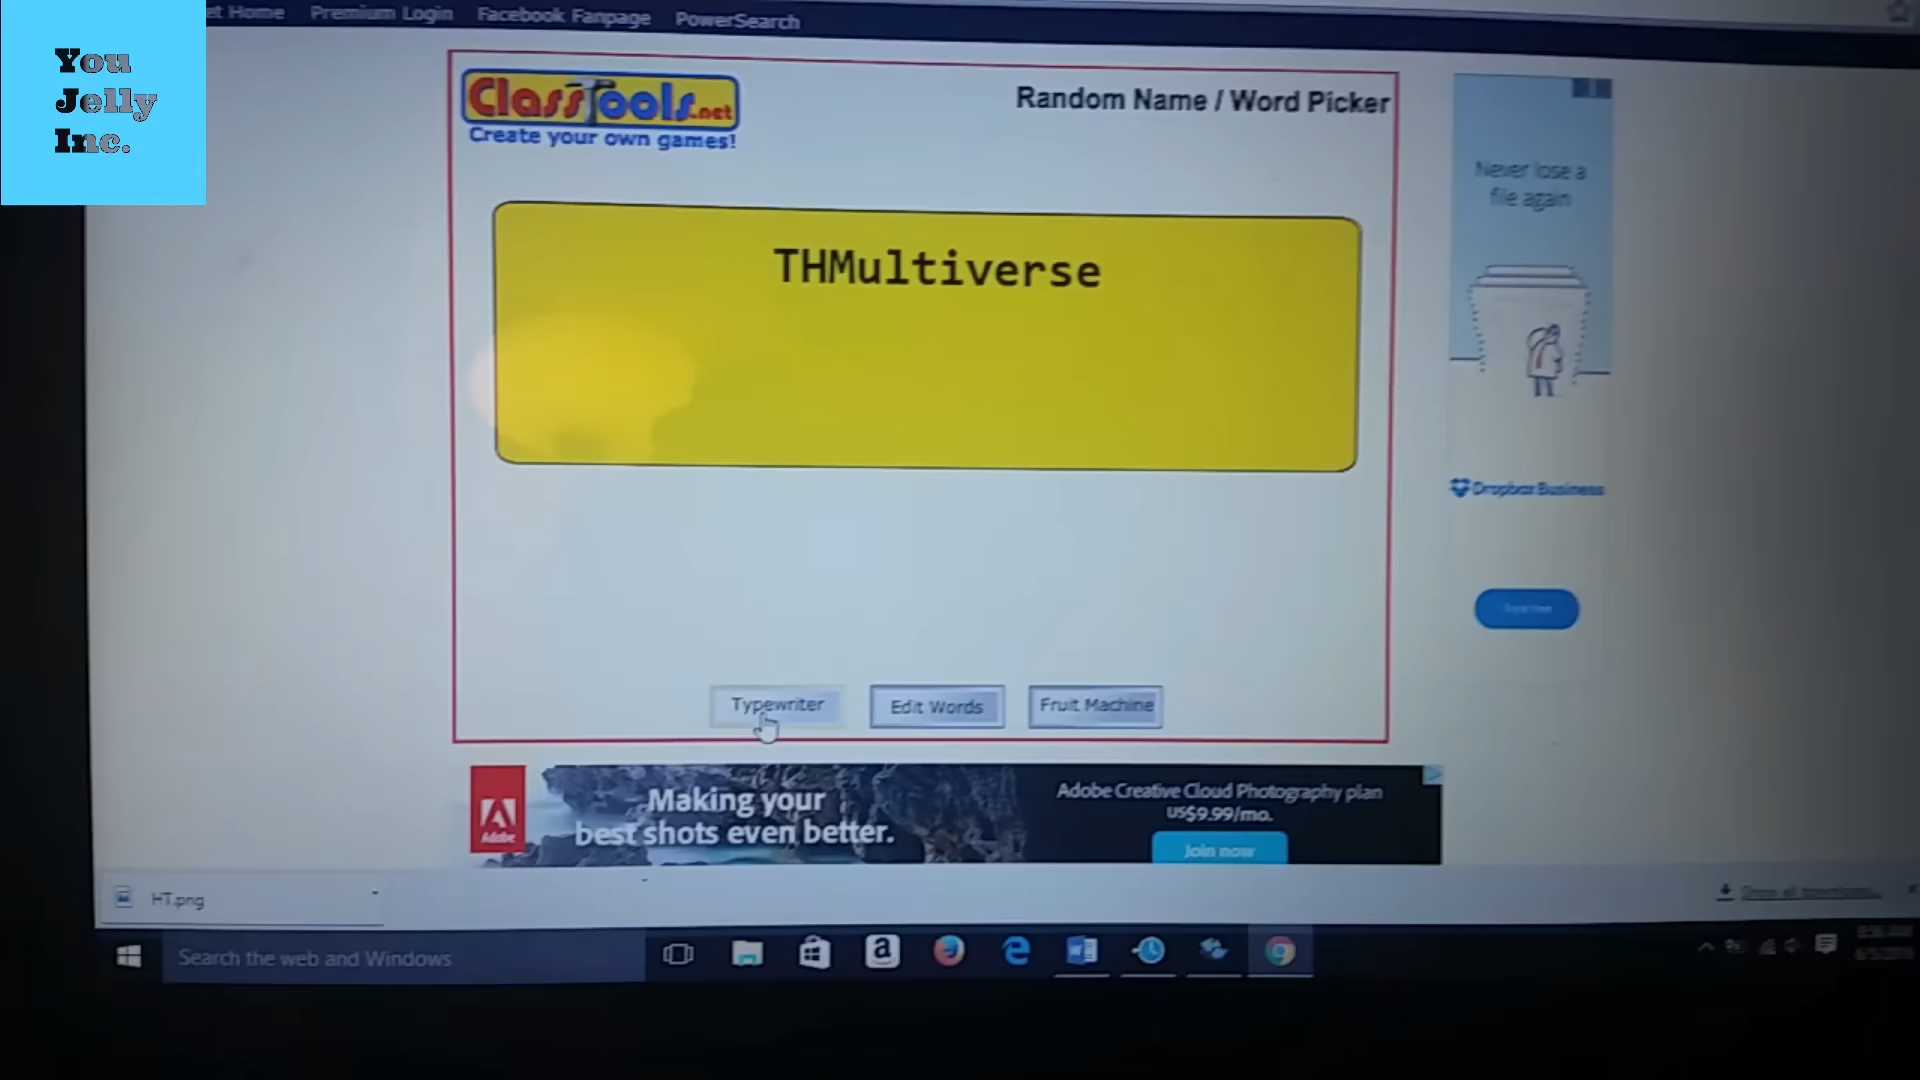 You
Jelly
Inc.
et Home Premium Login Facebook Fanpage PowerSearch
ClassTools.net
Create your own games!
Random Name / Word Picker
THMultiverse
Never lose a
file again
Dropbox Business
Typewriter
Edit Words
Fruit Machine
Adobe
Making your
best shots even better.
Adobe Creative Cloud Photography plan
US$9.99/mo.
Join now
HT.png
Search the web and Windows
a